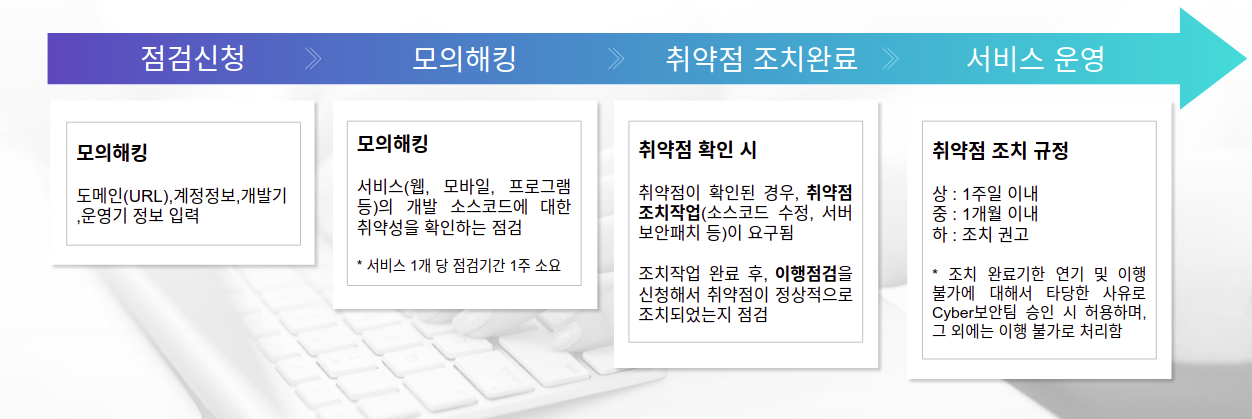 점검신청
모의해킹
취약점 조치완료
서비스 운영
모의해킹
도메인(URL),계정정보,개발기
,운영기 정보 입력
모의해킹
서비스(웹, 모바일, 프로그램
등)의 개발 소스코드에 대한
취약성을 확인하는 점검
* 서비스 1개 당 점검기간 1주 소요
취약점 확인 시
취약점이 확인된 경우, 취약점
조치작업(소스코드 수정, 서버
보안패치 등)이 요구됨
조치작업 완료 후, 이행점검을
신청해서 취약점이 정상적으로
조치되었는지 점검
취약점 조치 규정
상 : 1주일 이내
중 : 1개월 이내
하 : 조치 권고
* 조치 완료기한 연기 및 이행
불가에 대해서 타당한 사유로
Cyber보안팀 승인 시 허용하며,
그 외에는 이행 불가로 처리함